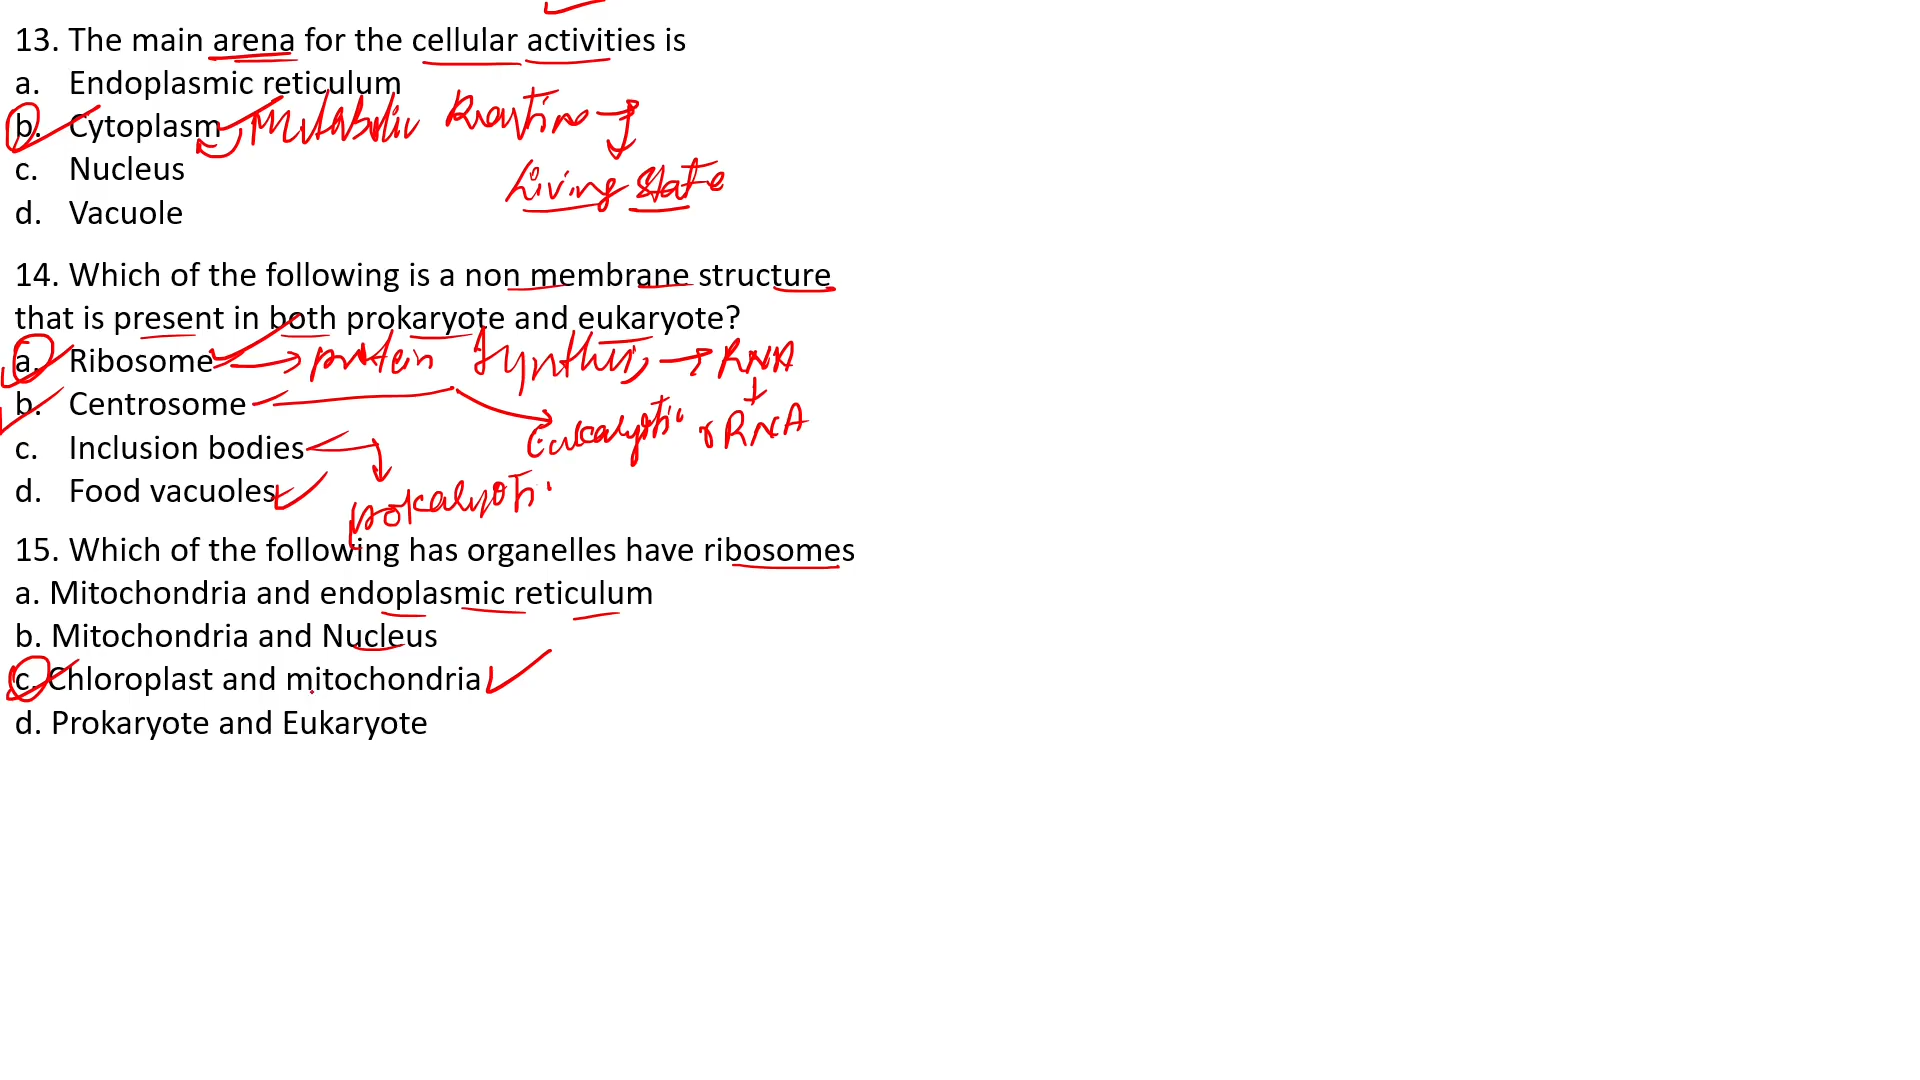 13. The main arena for the cellular activities is
a. Endoplasmic reticulum
b. Cytoplasm Metabolic Reactions
c. Nucleus Living State
d. Vacuole
14. Which of the following is a non membrane structure
that is present in both prokaryote and eukaryote?
a. Ribosome → protein Synthesis → RNA
b. Centrosome
Eukaryotic rRNA
c. Inclusion bodies
d. Food vacuoles
prokaryotic
15. Which of the following has organelles have ribosomes
a. Mitochondria and endoplasmic reticulum
b. Mitochondria and Nucleus
c. Chloroplast and mitochondria
d. Prokaryote and Eukaryote